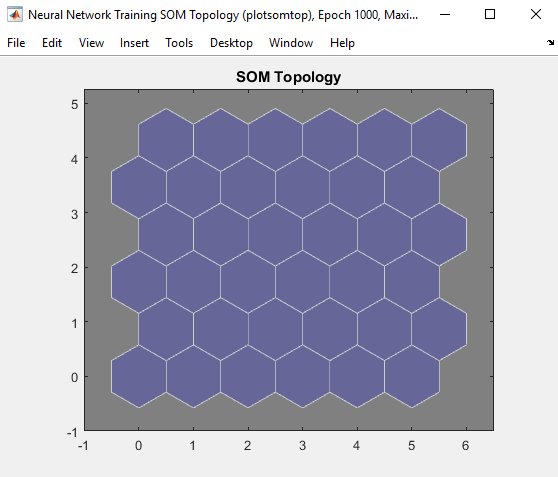 Neural Network Training SOM Topology (plotsomtop), Epoch 1000, Maxi...
File Edit View Insert Tools Desktop Window Help
SOM Topology
5
4
3
2
1
0
-1
-1 0 1 2 3 4 5 6